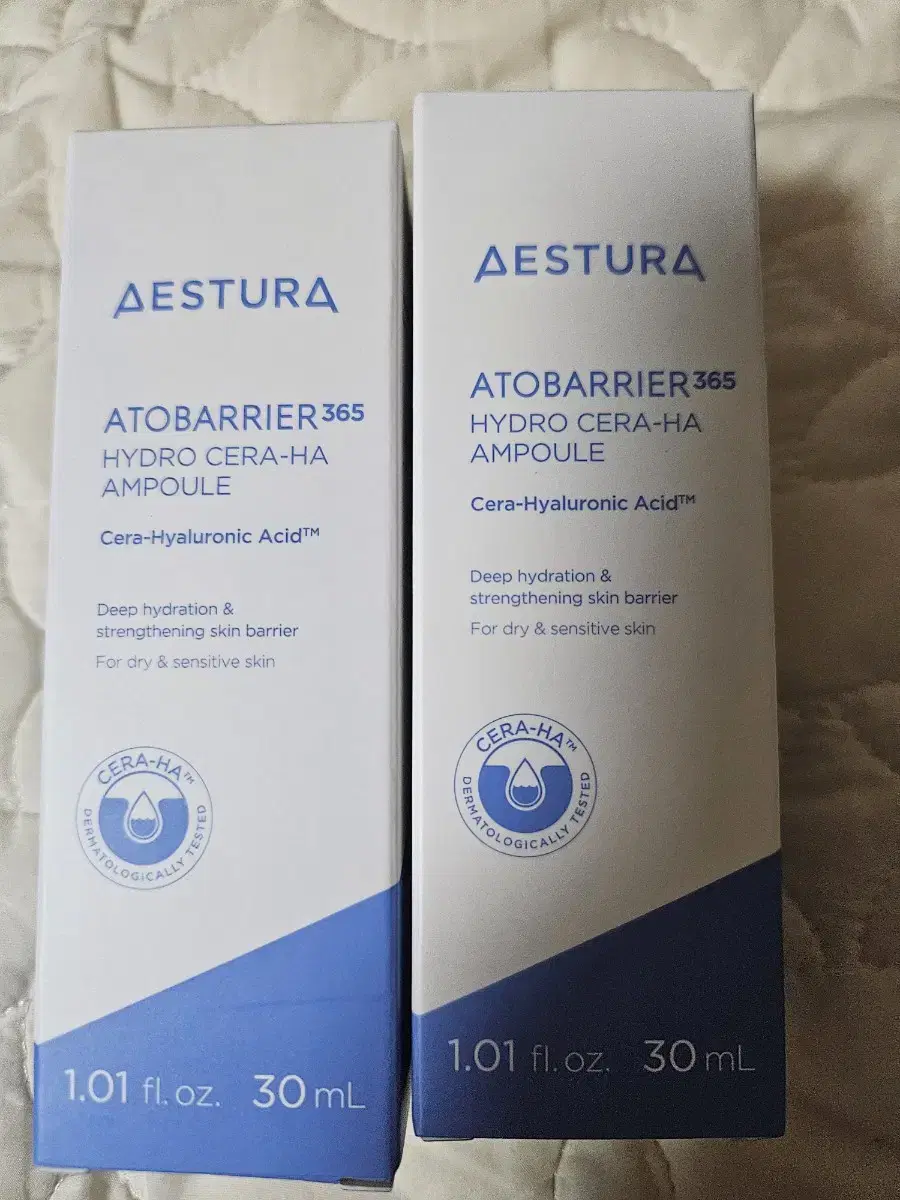 AESTURA
ATOBARRIER365
HYDRO CERA-HA
AMPOULE
Cera-Hyaluronic Acid™
Deep hydration &
strengthening skin barrier
For dry & sensitive skin
CERA-HA™
DERMATOLOGICALLY TESTED
1.01 fl. oz. 30 mL
AESTURA
ATOBARRIER365
HYDRO CERA-HA
AMPOULE
Cera-Hyaluronic Acid™
Deep hydration &
strengthening skin barrier
For dry & sensitive skin
CERA-HA™
DERMATOLOGICALLY TESTED
1.01 fl. oz. 30 mL